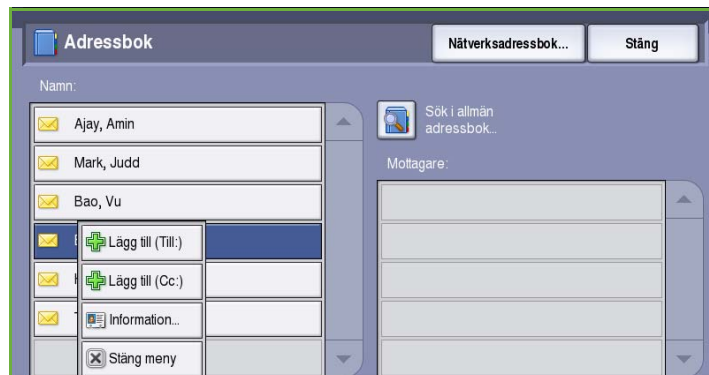 Adressbok
Nätverksadressbok...
Stäng
Namn:
Ajay, Amin
Mark, Judd
Bao, Vu
Lägg till (Till:)
Lägg till (Cc:)
Information...
Stäng meny
Sök i allmän
adressbok...
Mottagare: